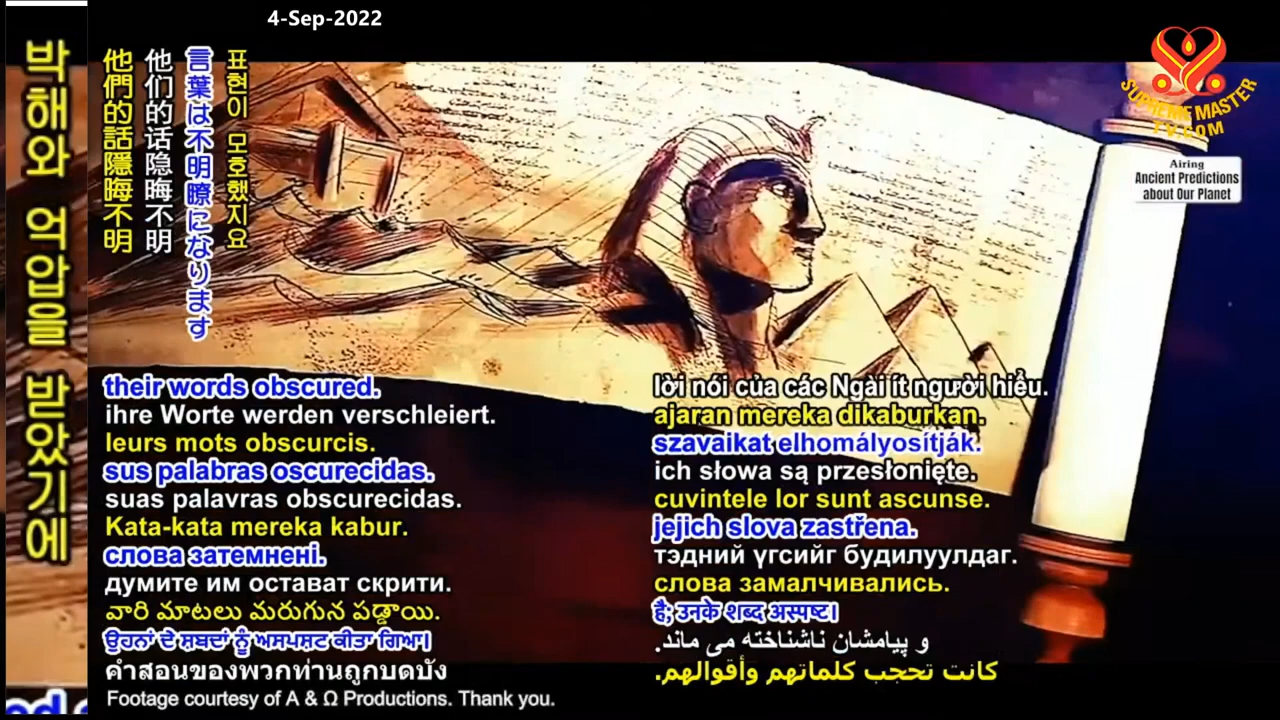 4-Sep-2022
박해와 억압을 받았기에
他們的話隱晦不明
他们的话隐晦不明
言葉は不明瞭になります
표현이 모호했지요
SUPREME MASTER
TV.COM
Airing
Ancient Predictions
about Our Planet
their words obscured.
ihre Worte werden verschleiert.
leurs mots obscurcis.
sus palabras oscurecidas.
suas palavras obscurecidas.
Kata-kata mereka kabur.
слова затемнені.
думите им остават скрити.
వారి మాటలు మరుగున పడ్డాయి.
ਉਹਨਾਂ ਦੇ ਸ਼ਬਦਾਂ ਨੂੰ ਅਸਪਸ਼ਟ ਕੀਤਾ ਗਿਆ।
คำสอนของพวกท่านถูกบดบัง
lời nói của các Ngài ít người hiểu.
ajaran mereka dikaburkan.
szavaikat elhomályosítják.
ich słowa są przesłonięte.
cuvintele lor sunt ascunse.
jejich slova zastřena.
тэдний үгсийг будилуулдаг.
слова замалчивались.
है; उनके शब्द अस्पष्ट।
و پیامشان ناشناخته می ماند.
كانت تحجب كلماتهم وأقوالهم.
Footage courtesy of A & Ω Productions. Thank you.